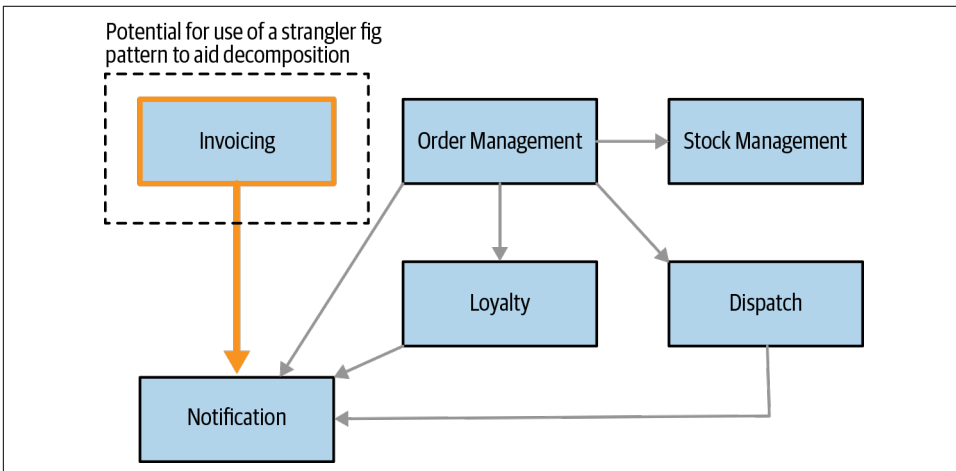 Potential for use of a strangler fig
pattern to aid decomposition
Invoicing
Order Management
Stock Management
Loyalty
Dispatch
Notification